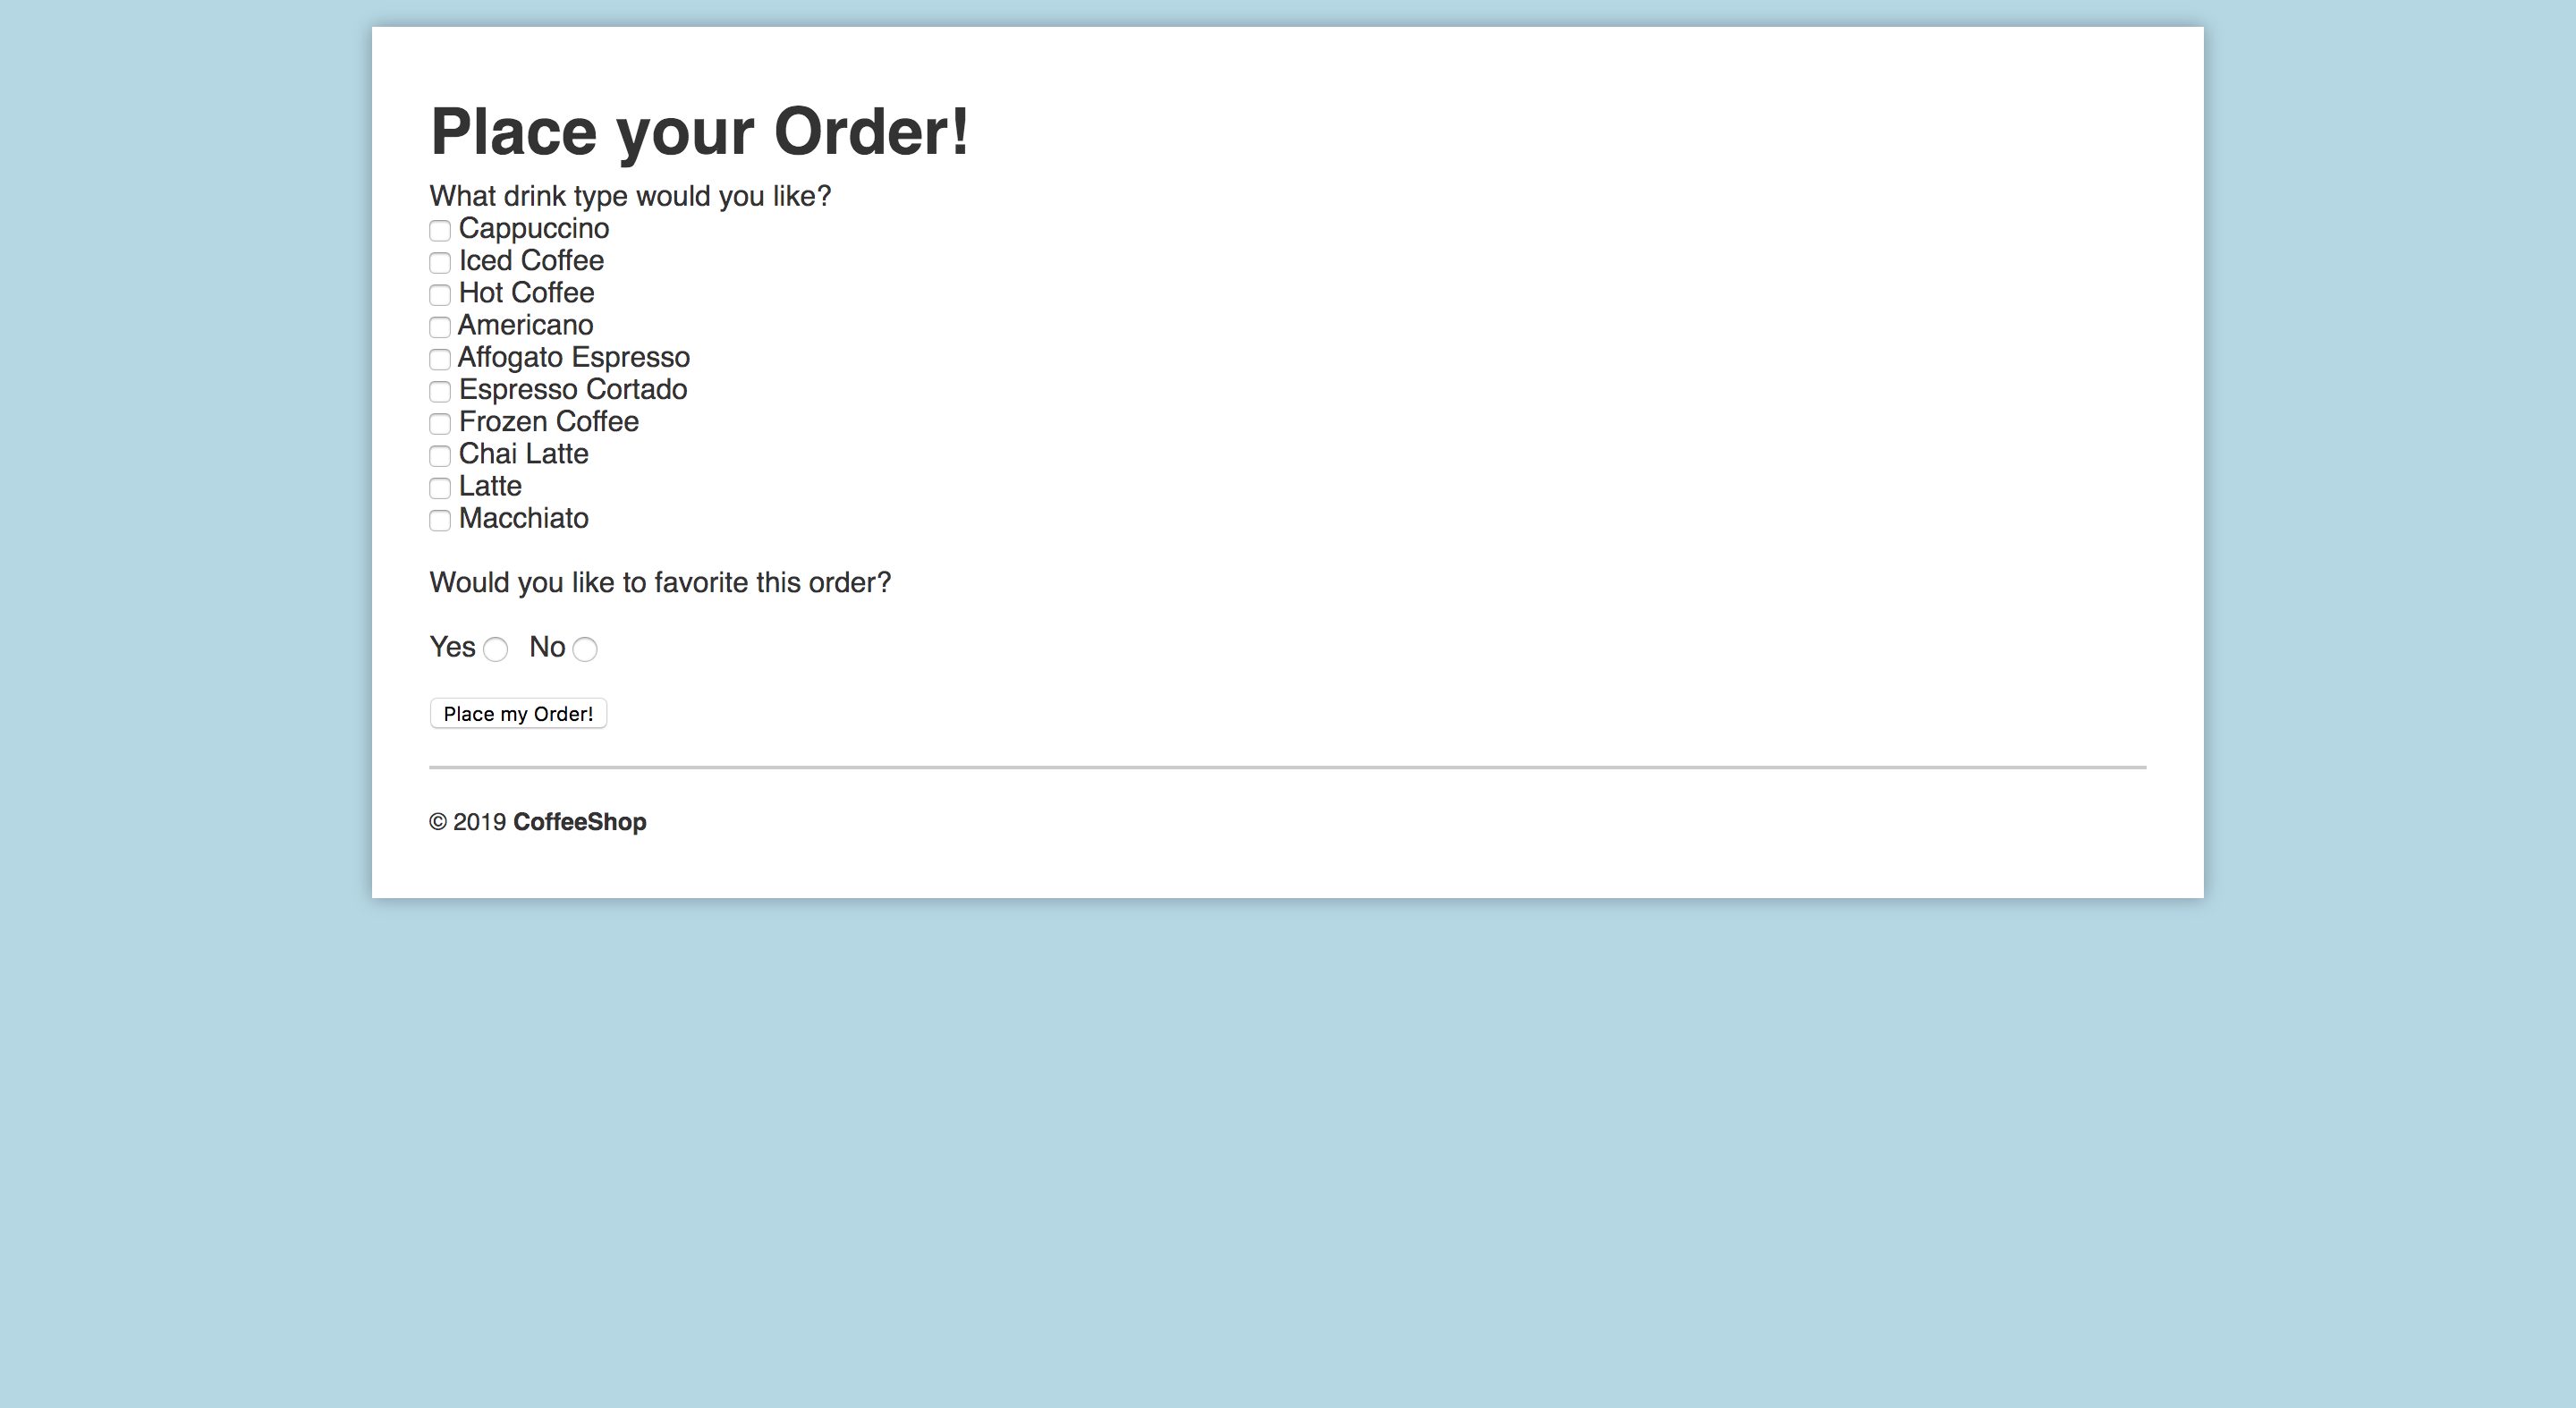 Place your Order!
What drink type would you like?
Cappuccino
Iced Coffee
Hot Coffee
Americano
Affogato Espresso
Espresso Cortado
Frozen Coffee
Chai Latte
Latte
Macchiato
Would you like to favorite this order?
Yes No
Place my Order!
© 2019 CoffeeShop